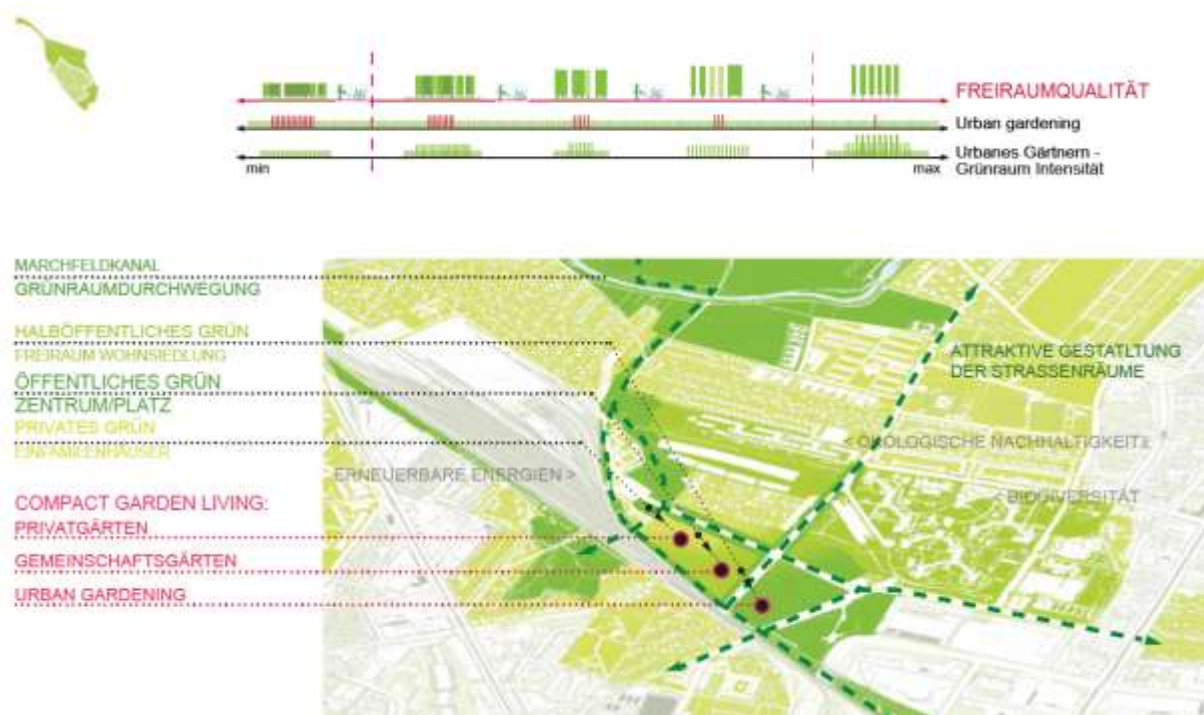 FREIRAUMQUALITÄT
Urban gardening
Urbanes Gärtnern -
Grünraum Intensität
min
max
MARCHFELDKANAL
GRÜNRAUMDURCHWEGUNG
HALBÖFFENTLICHES GRÜN
FREIRAUM WOHNSIEDLUNG
ÖFFENTLICHES GRÜN
ZENTRUM/PLATZ
PRIVATES GRÜN
EINFAMILENHÄUSER
COMPACT GARDEN LIVING:
PRIVATGÄRTEN
GEMEINSCHAFTSGÄRTEN
URBAN GARDENING
ATTRAKTIVE GESTATLTUNG
DER STRASSENRÄUME
< ÖKOLOGISCHE NACHHALTIGKEIT
ERNEUERBARE ENERGIEN >
< BIODIVERSITÄT